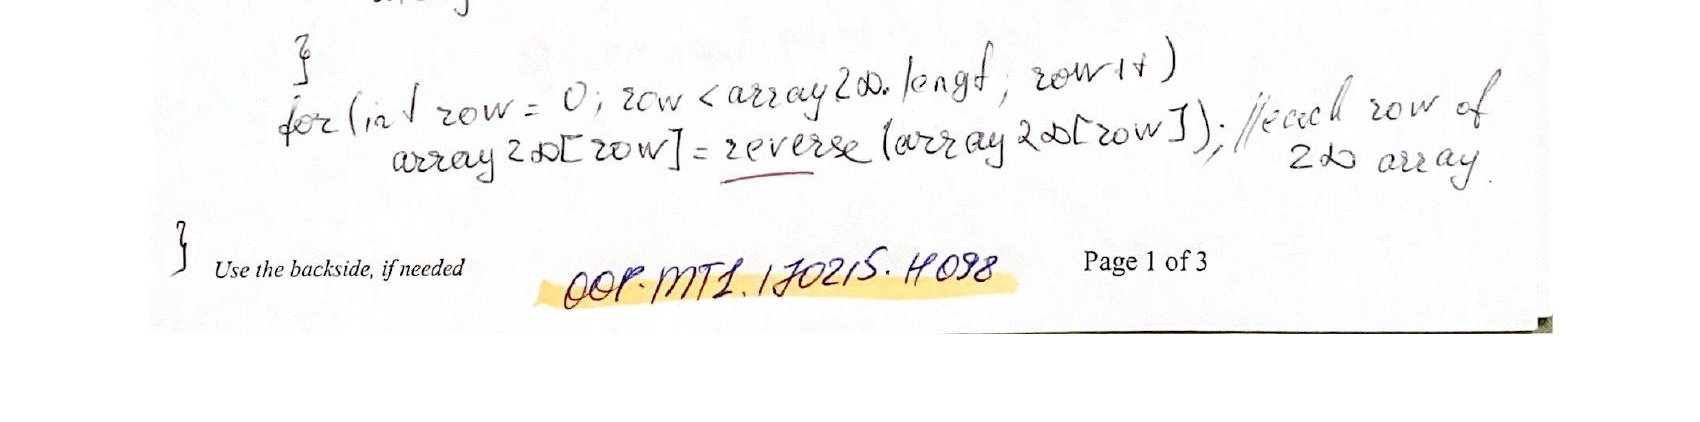 }
for (int row = 0; row < array2D.lengt; row++)
array2D[row] = reverse (array2D[row]); //each row of
2D array.
}
Use the backside, if needed
OOP.MT1.170215.H098
Page 1 of 3